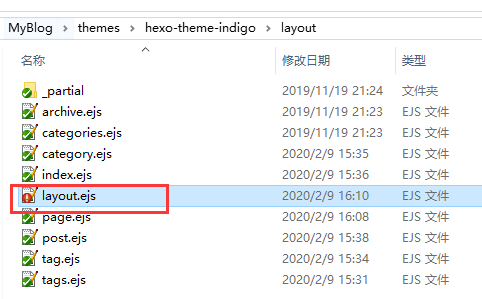 MyBlog > themes > hexo-theme-indigo > layout
名称 修改日期 类型
_partial 2019/11/19 21:24 文件夹
archive.ejs 2019/11/19 21:23 EJS 文件
categories.ejs 2019/11/19 21:23 EJS 文件
category.ejs 2020/2/9 15:35 EJS 文件
index.ejs 2020/2/9 15:36 EJS 文件
layout.ejs 2020/2/9 16:10 EJS 文件
page.ejs 2020/2/9 16:08 EJS 文件
post.ejs 2020/2/9 15:38 EJS 文件
tag.ejs 2020/2/9 15:34 EJS 文件
tags.ejs 2020/2/9 15:31 EJS 文件